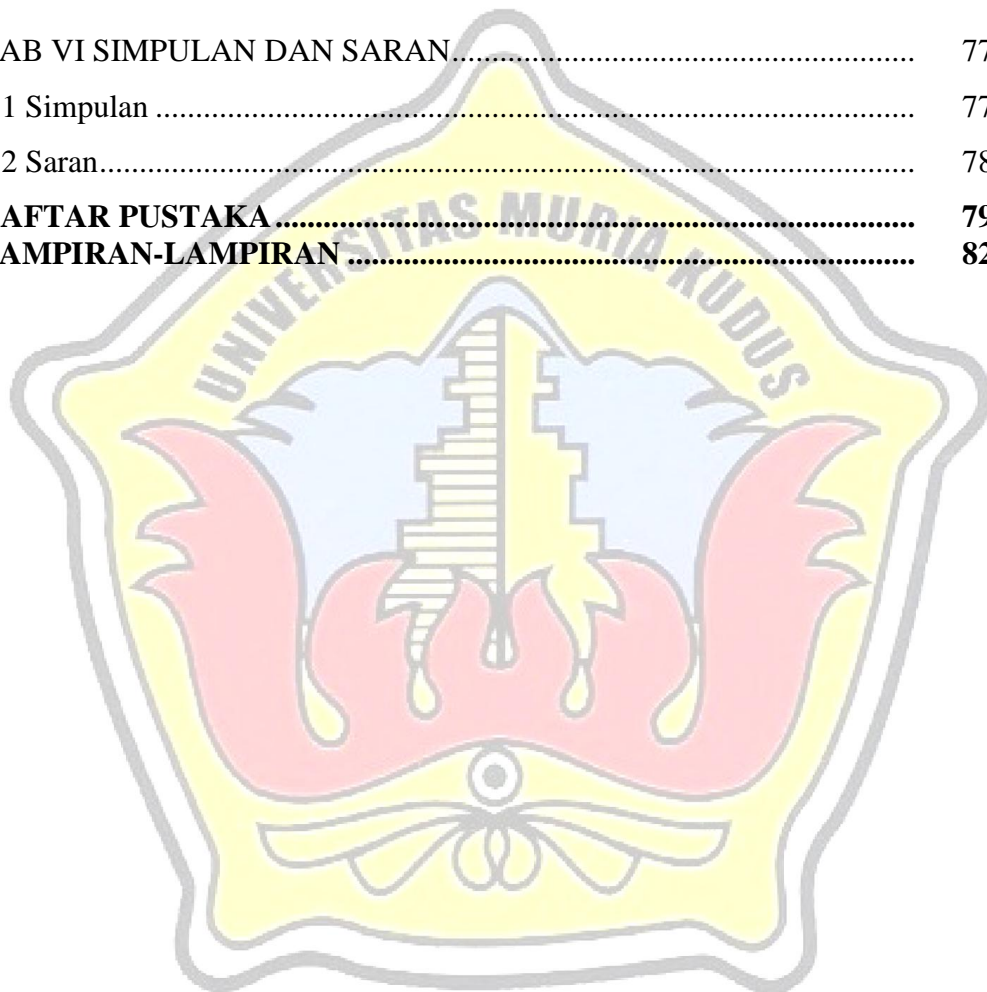 AB VI SIMPULAN DAN SARAN.......................................................... 77
1 Simpulan ............................................................................................... 77
2 Saran...................................................................................................... 78
AFTAR PUSTAKA ................................................................................ 79
AMPIRAN-LAMPIRAN ....................................................................... 82
UNIVERSITAS MURIA KUDUS